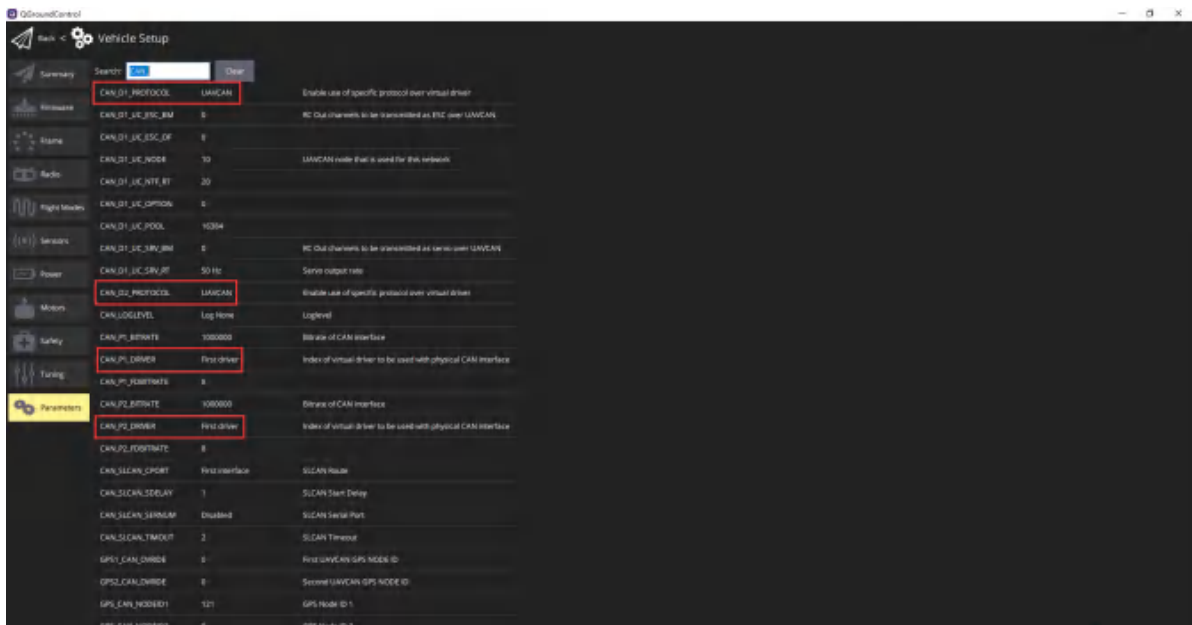 QGroundControl
Back < Vehicle Setup
Search: CAN_ Clear
Summary
Firmware
Frame
Radio
Flight Modes
Sensors
Power
Motors
Safety
Tuning
Parameters
CAN_D1_PROTOCOL UAVCAN Enable use of specific protocol over virtual driver
CAN_D1_UC_ESC_BM 0 RC Out channels to be transmitted as ESC over UAVCAN
CAN_D1_UC_ESC_OF 0
CAN_D1_UC_NODE 10 UAVCAN node that is used for this network
CAN_D1_UC_NTF_RT 20
CAN_D1_UC_OPTION 0
CAN_D1_UC_POOL 16384
CAN_D1_UC_SRV_BM 0 RC Out channels to be transmitted as servo over UAVCAN
CAN_D1_UC_SRV_RT 50 Hz Servo output rate
CAN_D2_PROTOCOL UAVCAN Enable use of specific protocol over virtual driver
CAN_LOGLEVEL Log None Loglevel
CAN_P1_BITRATE 1000000 Bitrate of CAN interface
CAN_P1_DRIVER First driver Index of virtual driver to be used with physical CAN interface
CAN_P1_FDBITRATE 8
CAN_P2_BITRATE 1000000 Bitrate of CAN interface
CAN_P2_DRIVER First driver Index of virtual driver to be used with physical CAN interface
CAN_P2_FDBITRATE 8
CAN_SLCAN_CPORT First interface SLCAN Route
CAN_SLCAN_SDELAY 1 SLCAN Start Delay
CAN_SLCAN_SERNUM Disabled SLCAN Serial Port
CAN_SLCAN_TIMOUT 2 SLCAN Timeout
GPS1_CAN_OVRIDE 0 First UAVCAN GPS NODE ID
GPS2_CAN_OVRIDE 0 Second UAVCAN GPS NODE ID
GPS_CAN_NODEID1 121 GPS Node ID 1